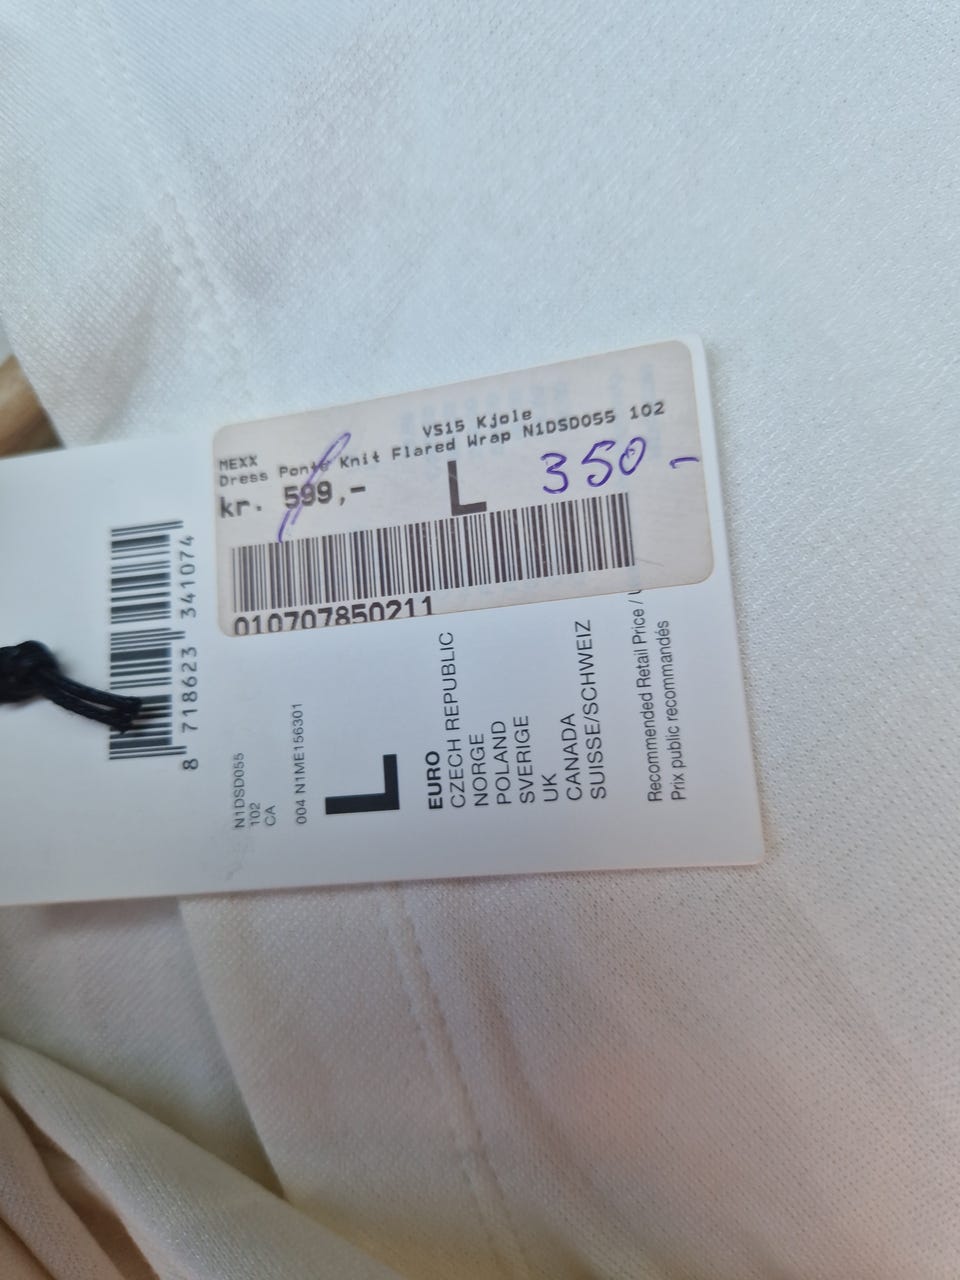 VS15 Kjole
MEXX
Dress Ponte Knit Flared Wrap N1DSD055 102
kr. 599,-
L
350 -
010707850211
8 718623 341074
N1DSD055
102
CA
004 N1ME156301
L
EURO
CZECH REPUBLIC
NORGE
POLAND
SVERIGE
UK
CANADA
SUISSE/SCHWEIZ
Recommended Retail Price /
Prix public recommandés